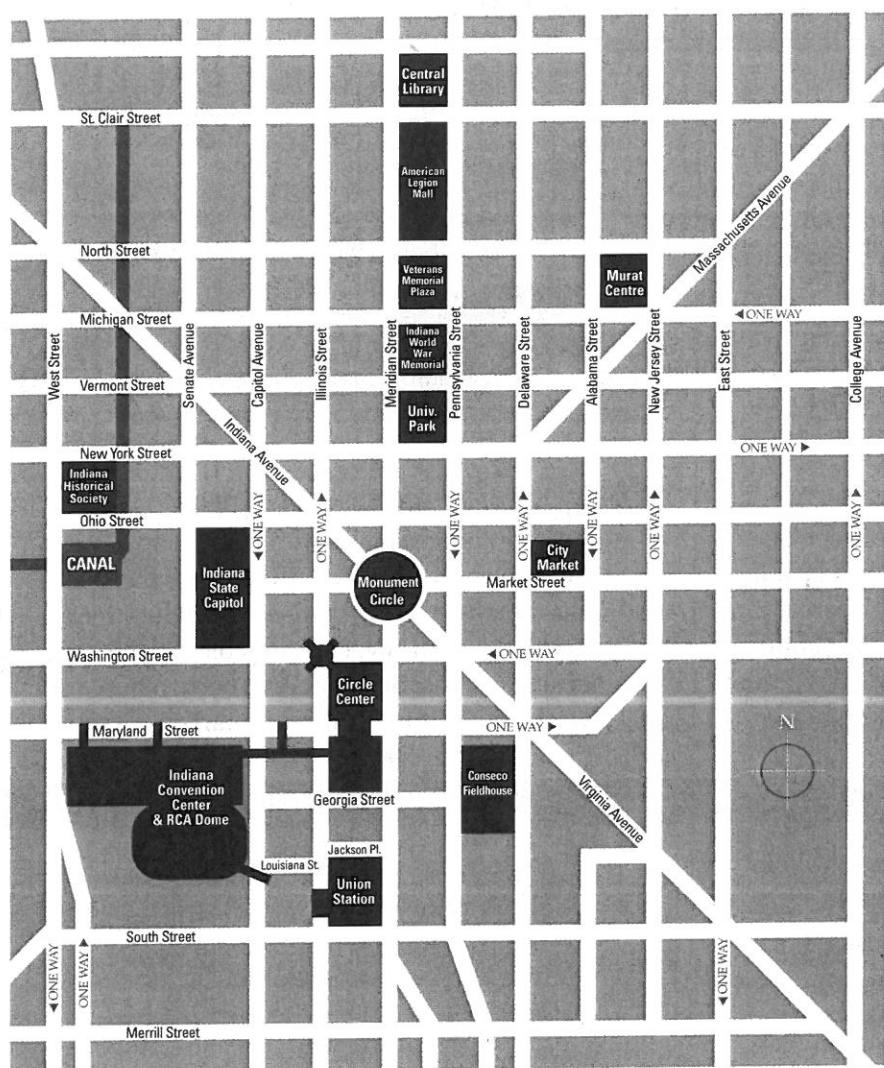 Central
Library
St. Clair Street
American
Legion
Mall
Massachusetts Avenue
North Street
Veterans
Memorial
Plaza
Murat
Centre
Michigan Street
◄ ONE WAY
West Street
Senate Avenue
Capitol Avenue
Illinois Street
Meridian Street
Indiana
World
War
Memorial
Pennsylvania Street
Delaware Street
Alabama Street
New Jersey Street
East Street
College Avenue
Vermont Street
Univ.
Park
Indiana Avenue
New York Street
ONE WAY ►
Indiana
Historical
Society
Ohio Street
◄ ONE WAY
ONE WAY ►
◄ ONE WAY
ONE WAY ►
◄ ONE WAY
ONE WAY ►
ONE WAY ►
CANAL
Indiana
State
Capitol
City
Market
Monument
Circle
Market Street
Washington Street
◄ ONE WAY
Circle
Center
Maryland Street
ONE WAY ►
N
Indiana
Convention
Center
& RCA Dome
Conseco
Fieldhouse
Virginia Avenue
Georgia Street
Jackson Pl.
Louisiana St.
Union
Station
South Street
◄ ONE WAY
ONE WAY ►
◄ ONE WAY
Merrill Street